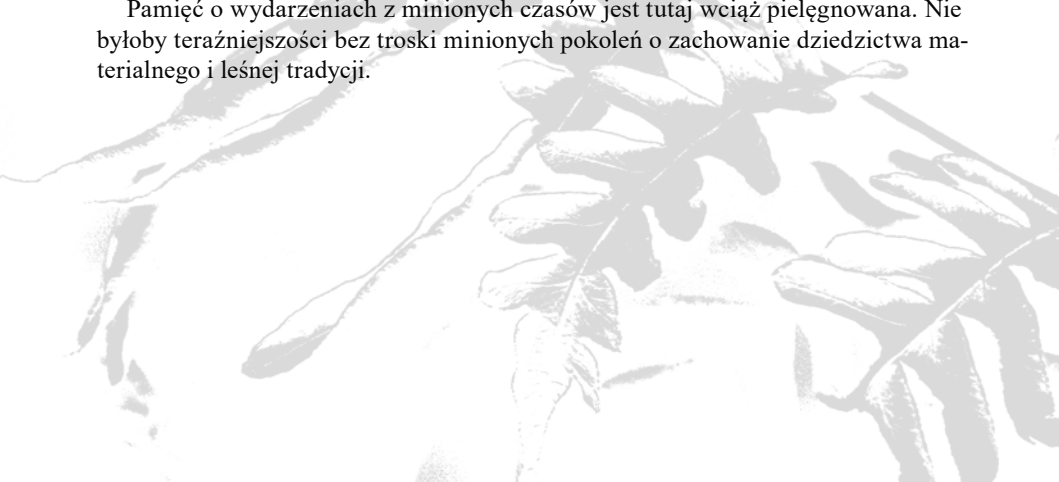 Pamięć o wydarzeniach z minionych czasów jest tutaj wciąż pielęgnowana. Nie
byłoby teraźniejszości bez troski minionych pokoleń o zachowanie dziedzictwa ma-
terialnego i leśnej tradycji.